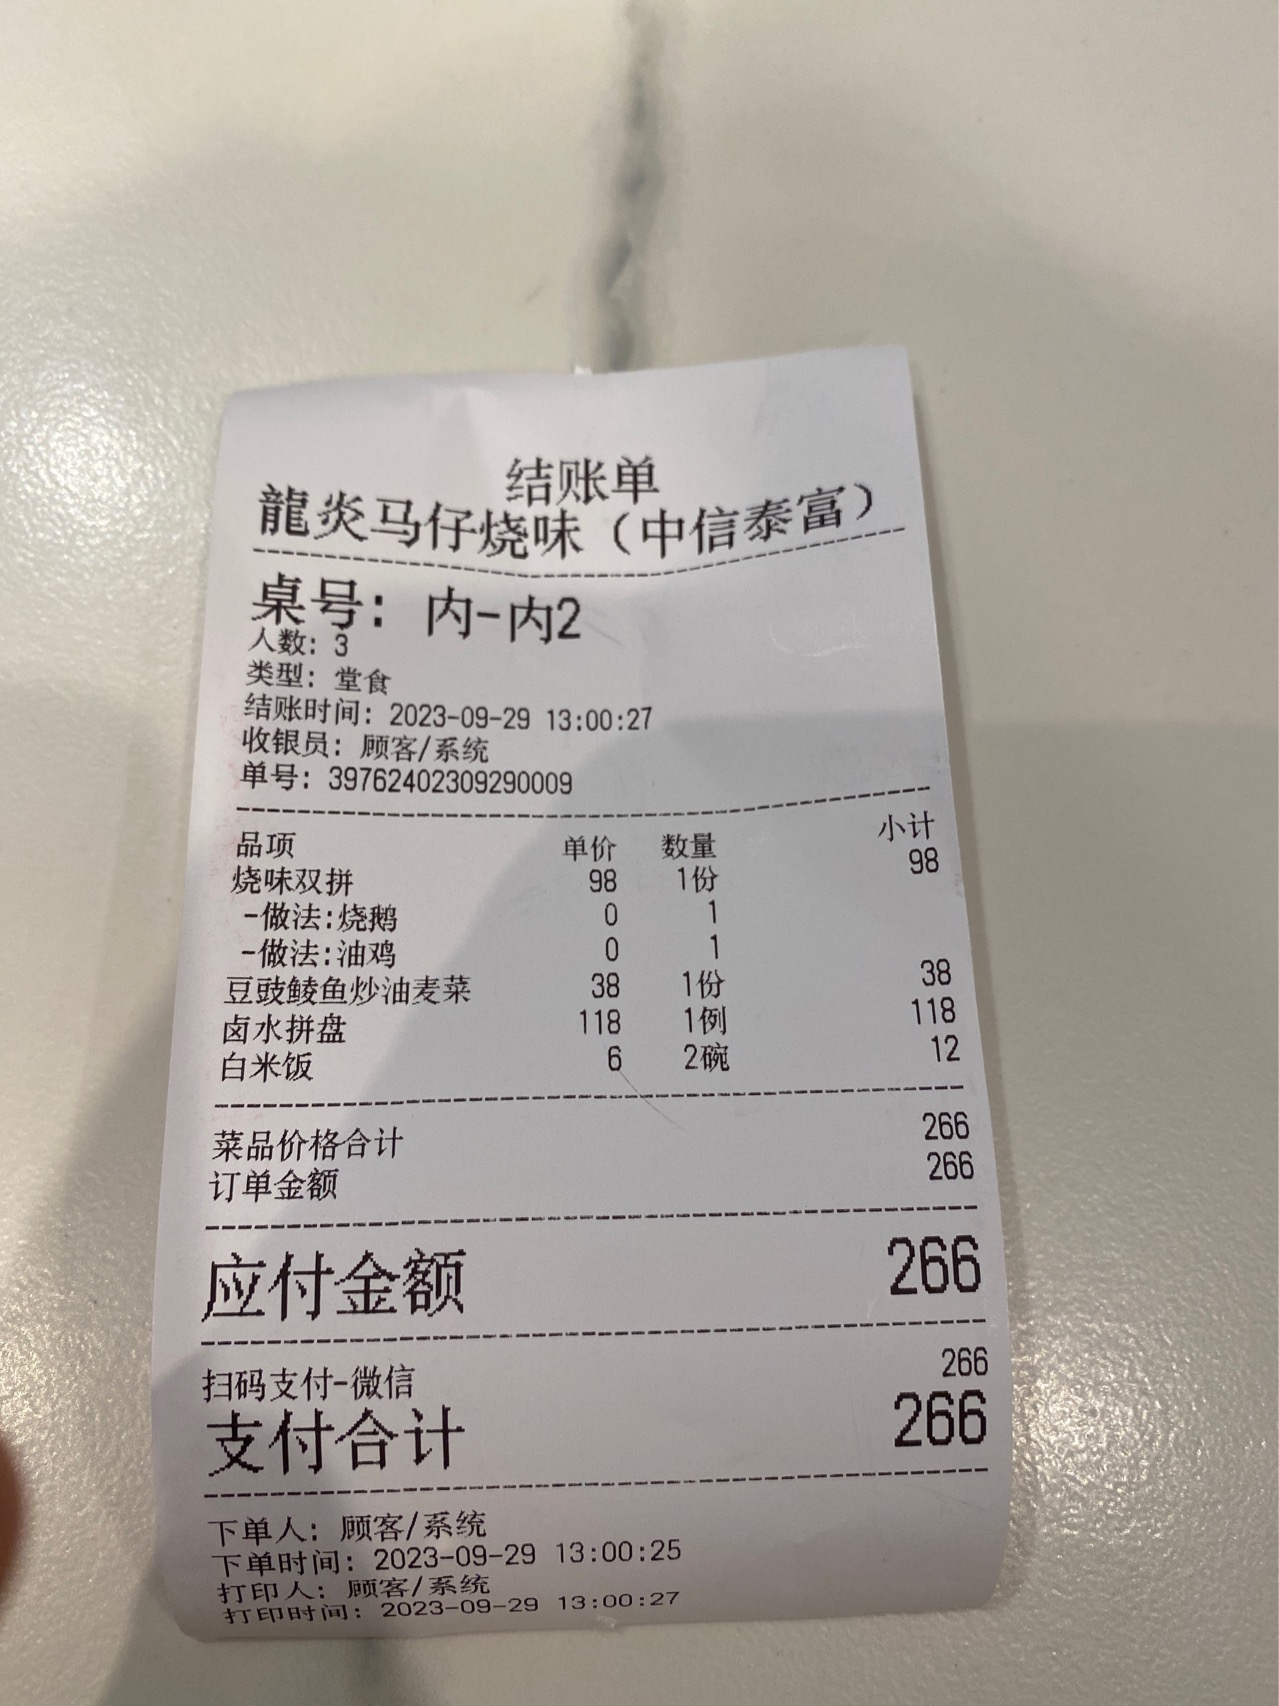 结账单
龍炎马仔烧味（中信泰富）
桌号: 内-内2
人数: 3
类型: 堂食
结账时间: 2023-09-29 13:00:27
收银员: 顾客/系统
单号: 39762402309290009
品项 单价 数量 小计
烧味双拼 98 1份 98
-做法:烧鹅 0 1
-做法:油鸡 0 1
豆豉鲮鱼炒油麦菜 38 1份 38
卤水拼盘 118 1例 118
白米饭 6 2碗 12
菜品价格合计 266
订单金额 266
应付金额 266
扫码支付-微信 266
支付合计 266
下单人: 顾客/系统
下单时间: 2023-09-29 13:00:25
打印人: 顾客/系统
打印时间: 2023-09-29 13:00:27